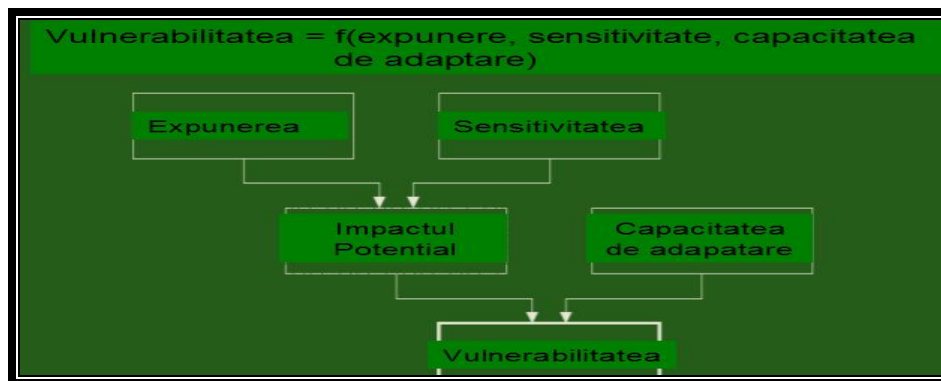 Vulnerabilitatea = f(expunere, sensitivitate, capacitatea
de adaptare)
Expunerea
Sensitivitatea
Impactul
Potential
Capacitatea
de adapatare
Vulnerabilitatea